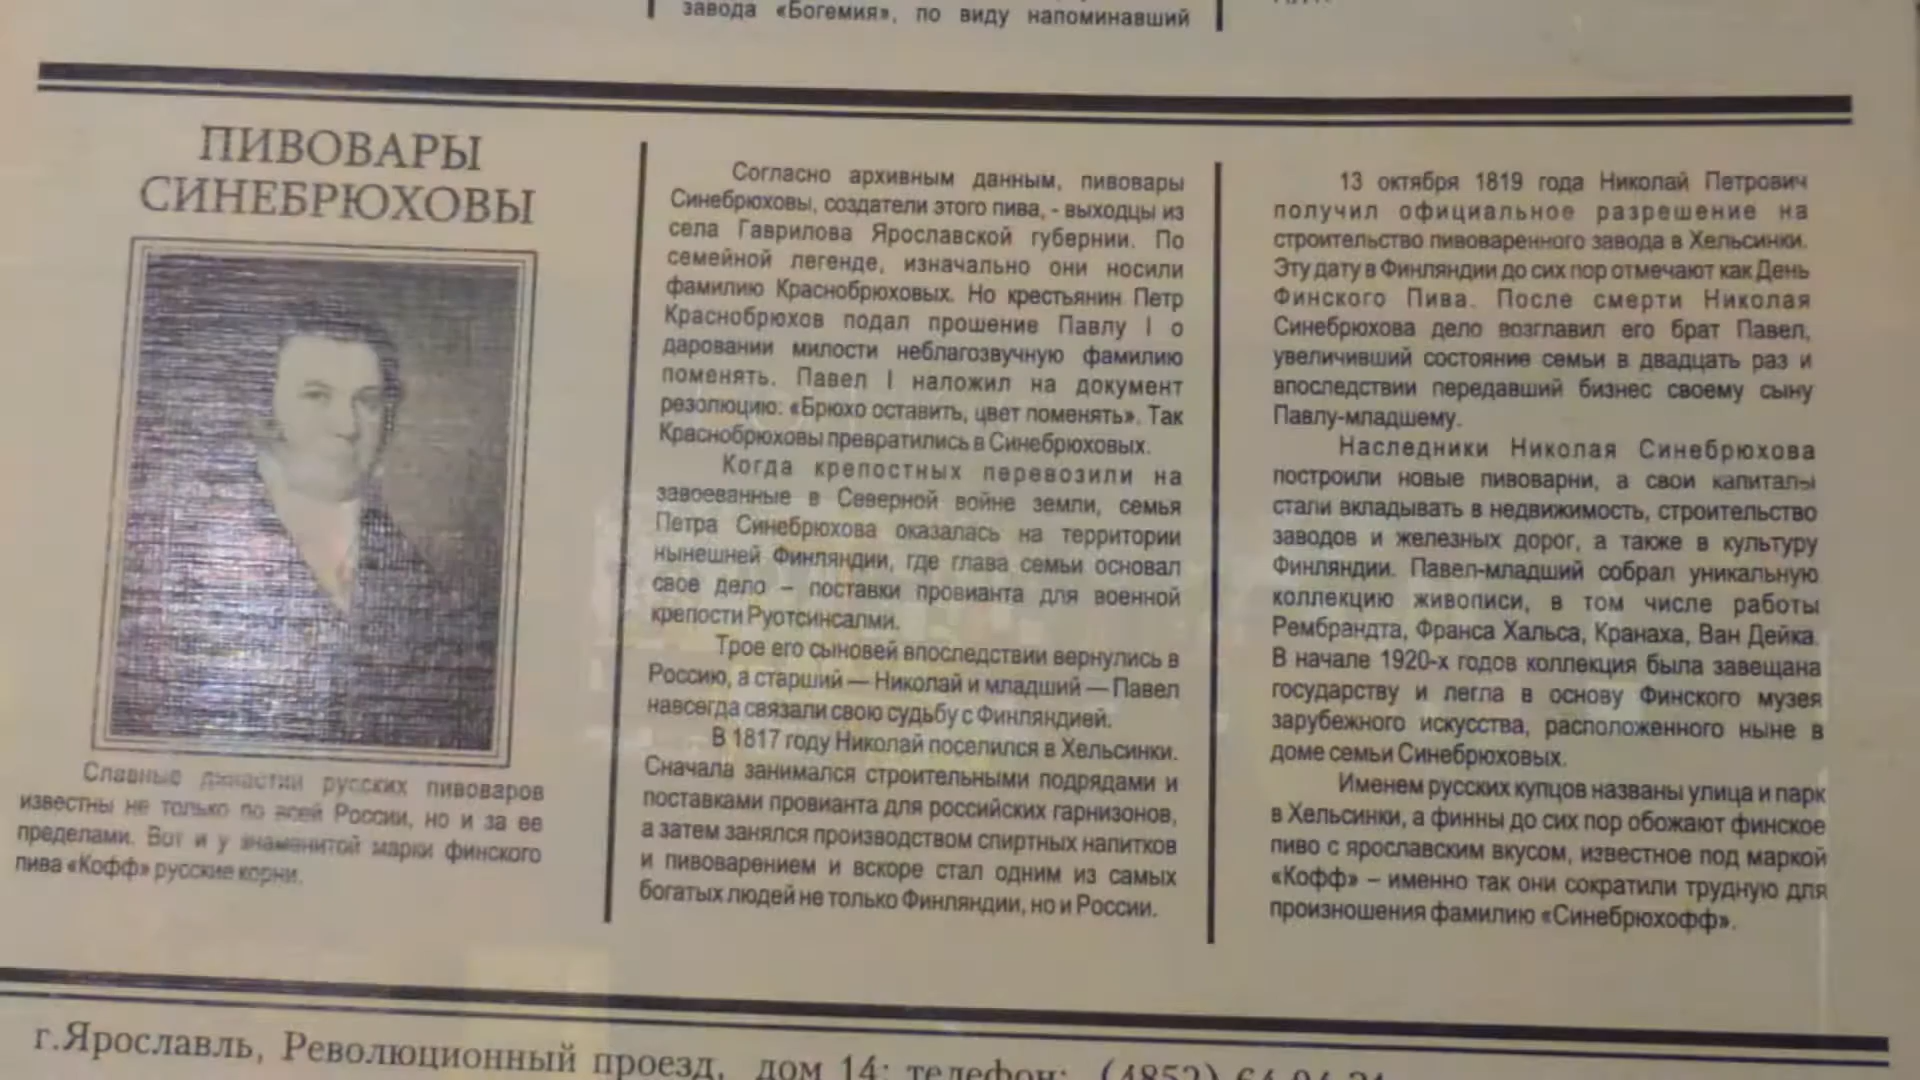 завода «Богемия», по виду напоминавший
ПИВОВАРЫ
СИНЕБРЮХОВЫ
Славные династии русских пивоваров
известны не только по всей России, но и за ее
пределами. Вот и у знаменитой марки финского
пива «Кофф» русские корни.
Согласно архивным данным, пивовары
Синебрюховы, создатели этого пива, - выходцы из
села Гаврилова Ярославской губернии. По
семейной легенде, изначально они носили
фамилию Краснобрюховых. Но крестьянин Петр
Краснобрюхов подал прошение Павлу I о
даровании милости неблагозвучную фамилию
поменять. Павел I наложил на документ
резолюцию: «Брюхо оставить, цвет поменять». Так
Краснобрюховы превратились в Синебрюховых.
Когда крепостных перевозили на
завоеванные в Северной войне земли, семья
Петра Синебрюхова оказалась на территории
нынешней Финляндии, где глава семьи основал
свое дело – поставки провианта для военной
крепости Руотсинсалми.
Трое его сыновей впоследствии вернулись в
Россию, а старший — Николай и младший — Павел
навсегда связали свою судьбу с Финляндией.
В 1817 году Николай поселился в Хельсинки.
Сначала занимался строительными подрядами и
поставками провианта для российских гарнизонов,
а затем занялся производством спиртных напитков
и пивоварением и вскоре стал одним из самых
богатых людей не только Финляндии, но и России.
13 октября 1819 года Николай Петрович
получил официальное разрешение на
строительство пивоваренного завода в Хельсинки.
Эту дату в Финляндии до сих пор отмечают как День
Финского Пива. После смерти Николая
Синебрюхова дело возглавил его брат Павел,
увеличивший состояние семьи в двадцать раз и
впоследствии передавший бизнес своему сыну
Павлу-младшему.
Наследники Николая Синебрюхова
построили новые пивоварни, а свои капиталы
стали вкладывать в недвижимость, строительство
заводов и железных дорог, а также в культуру
Финляндии. Павел-младший собрал уникальную
коллекцию живописи, в том числе работы
Рембрандта, Франса Хальса, Кранаха, Ван Дейка.
В начале 1920-х годов коллекция была завещана
государству и легла в основу Финского музея
зарубежного искусства, расположенного ныне в
доме семьи Синебрюховых.
Именем русских купцов названы улица и парк
в Хельсинки, а финны до сих пор обожают финское
пиво с ярославским вкусом, известное под маркой
«Кофф» – именно так они сократили трудную для
произношения фамилию «Синебрюхофф».
г.Ярославль, Революционный проезд, дом 14; телефон: (4852)